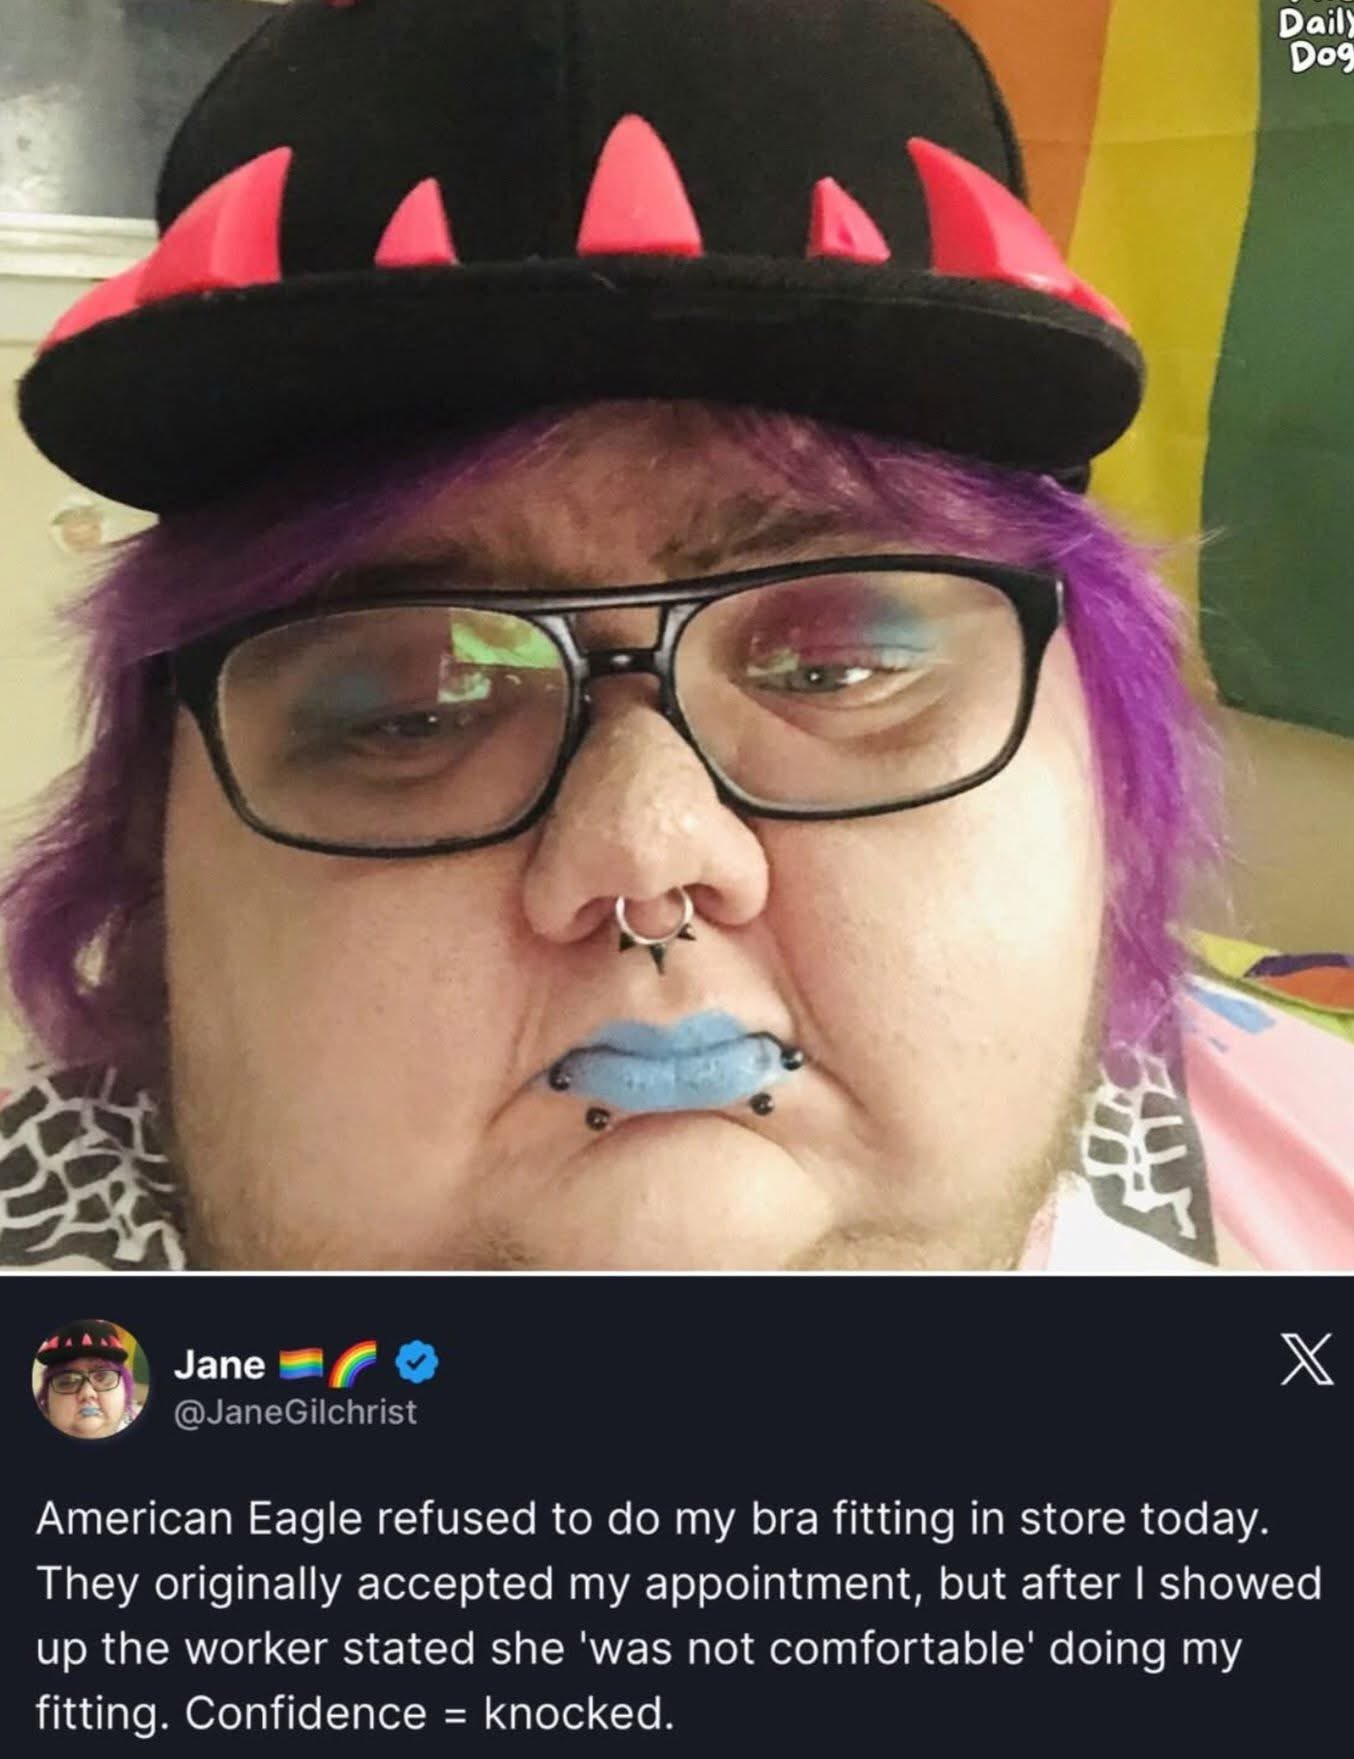 Daily
Dog
Jane 🏳️‍🌈🌈
@JaneGilchrist
American Eagle refused to do my bra fitting in store today.
They originally accepted my appointment, but after I showed
up the worker stated she 'was not comfortable' doing my
fitting. Confidence = knocked.